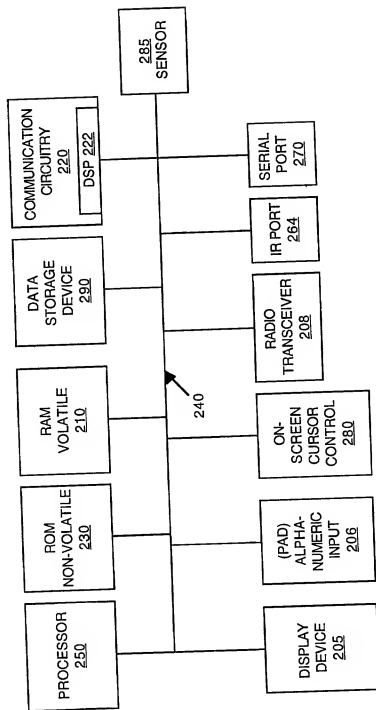 PROCESSOR
250
ROM
NON-VOLATILE
230
RAM
VOLATILE
210
DATA
STORAGE
DEVICE
290
COMMUNICATION
CIRCUITRY
220
DSP 222
285
SENSOR
240
DISPLAY
DEVICE
205
(PAD)
ALPHA-
NUMERIC
INPUT
206
ON-
SCREEN
CURSOR
CONTROL
280
RADIO
TRANSCEIVER
208
IR PORT
264
SERIAL
PORT
270